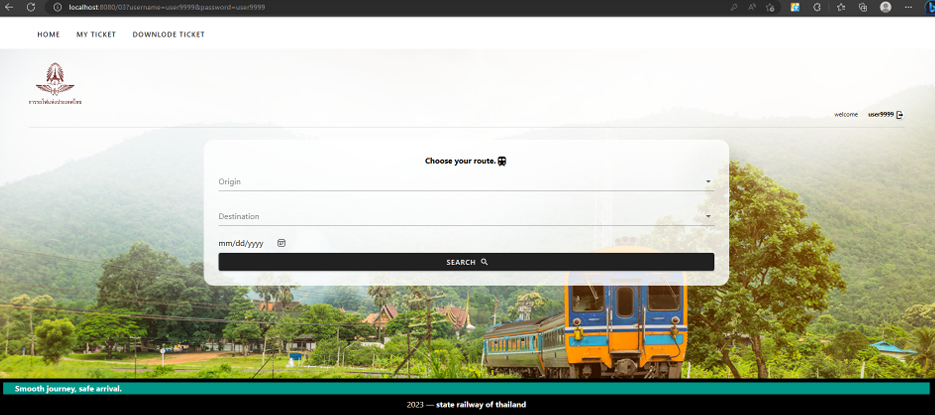 localhost:8080/03?username=user9999&password=user9999
HOME MY TICKET DOWNLODE TICKET
การรถไฟแห่งประเทศไทย
welcome user9999
Choose your route.
Origin
Destination
mm/dd/yyyy
SEARCH
Smooth journey, safe arrival.
2023 — state railway of thailand